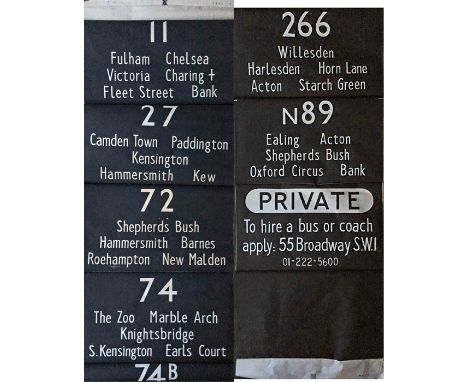 11
Fulham Chelsea
Victoria Charing +
Fleet Street Bank
27
Camden Town Paddington
Kensington
Hammersmith Kew
72
Shepherds Bush
Hammersmith Barnes
Roehampton New Malden
74
The Zoo Marble Arch
Knightsbridge
S. Kensington Earls Court
74B
266
Willesden
Harlesden Horn Lane
Acton Starch Green
N89
Ealing Acton
Shepherds Bush
Oxford Circus Bank
PRIVATE
To hire a bus or coach
apply: 55 Broadway S.W.1
01-222-5600